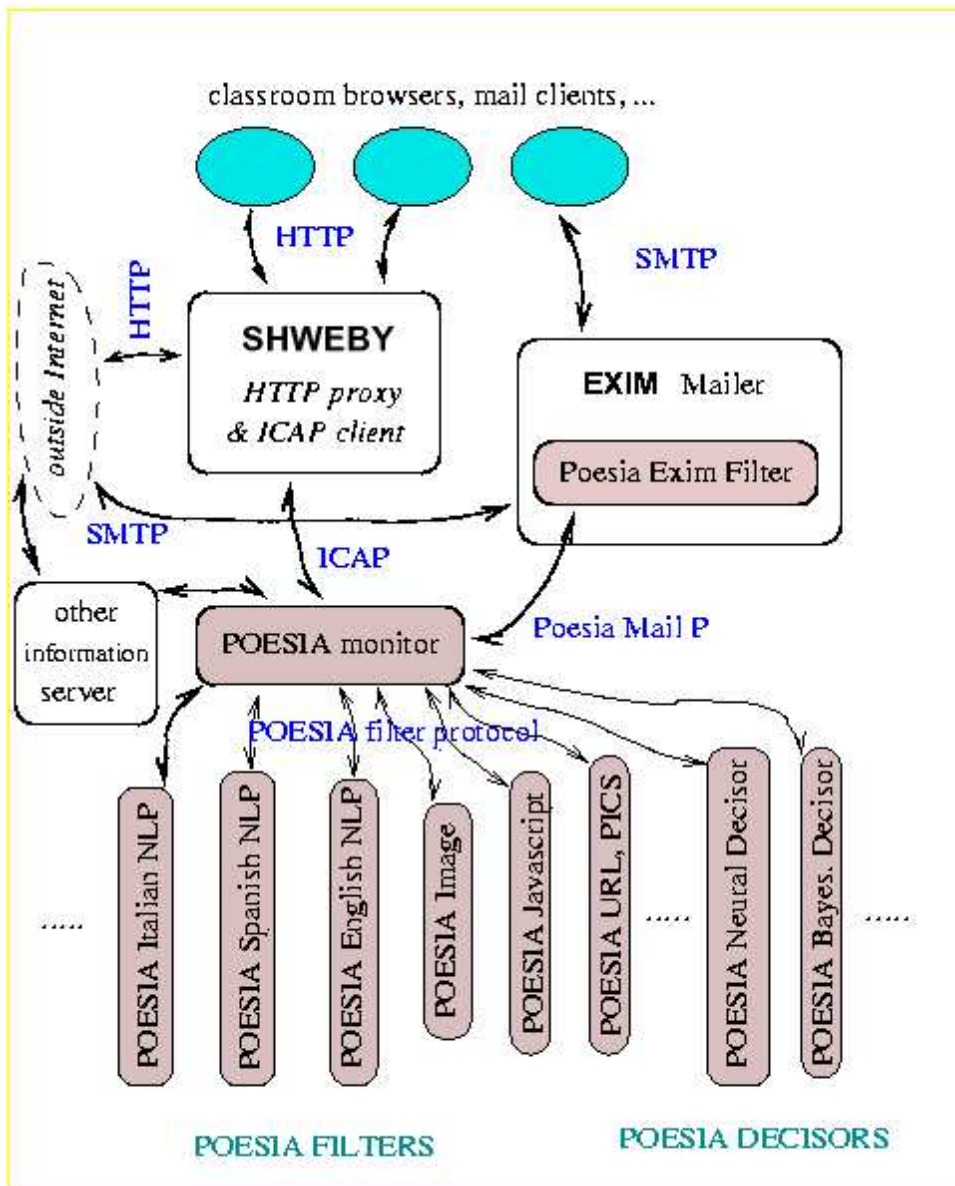 classroom browsers, mail clients, ...
HTTP
SMTP
HTTP
outside Internet
SHWEBY
HTTP proxy
& ICAP client
EXIM Mailer
Poesia Exim Filter
SMTP
ICAP
other
information
server
POESIA monitor
Poesia Mail P
POESIA filter protocol
POESIA Italian NLP
POESIA Spanish NLP
POESIA English NLP
POESIA Image
POESIA Javascript
POESIA URL, PICS
POESIA Neural Decisor
POESIA Bayes. Decisor
.....
.....
.....
POESIA FILTERS
POESIA DECISORS